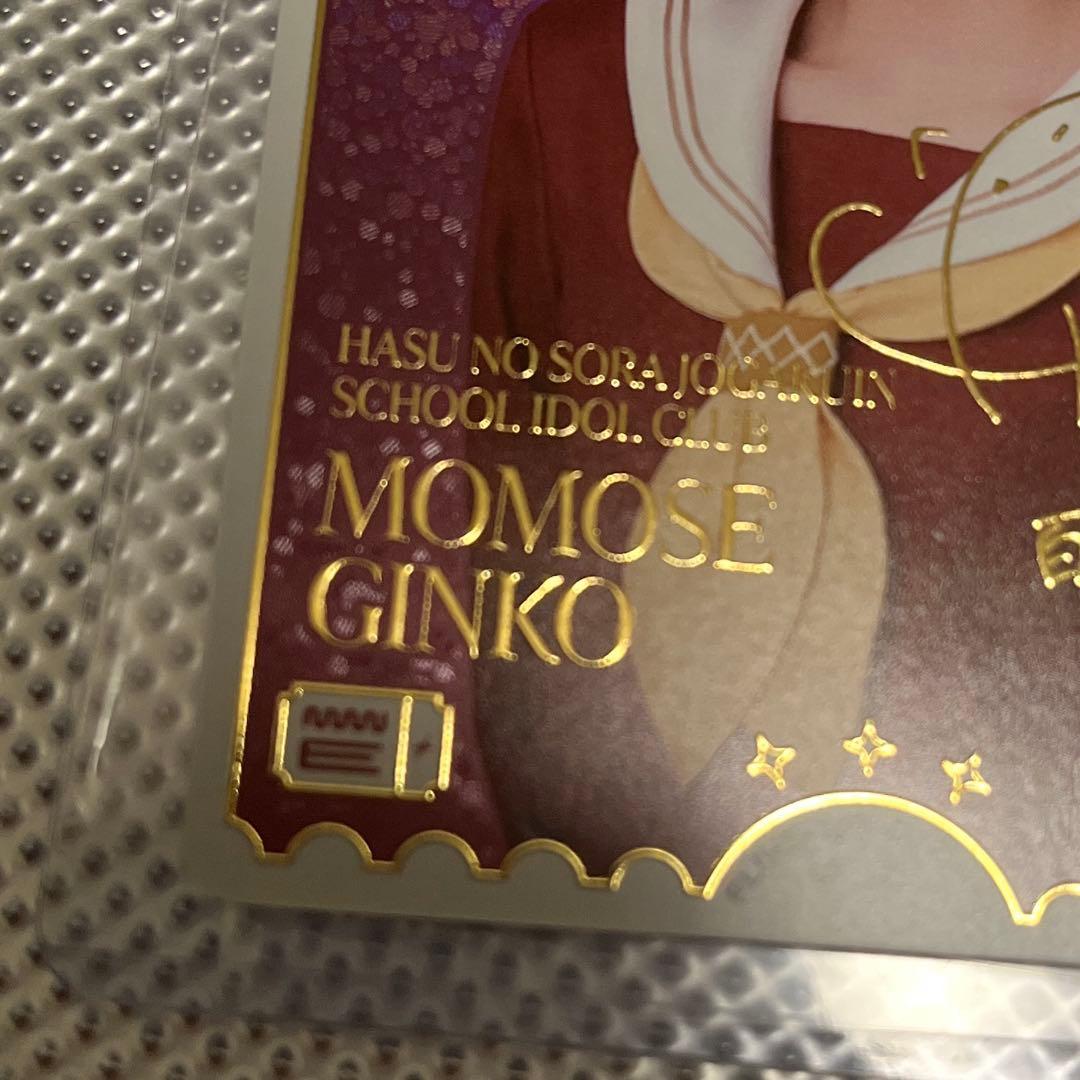 HASU NO SORA JOGAKUIN
SCHOOL IDOL CLUB
MOMOSE
GINKO